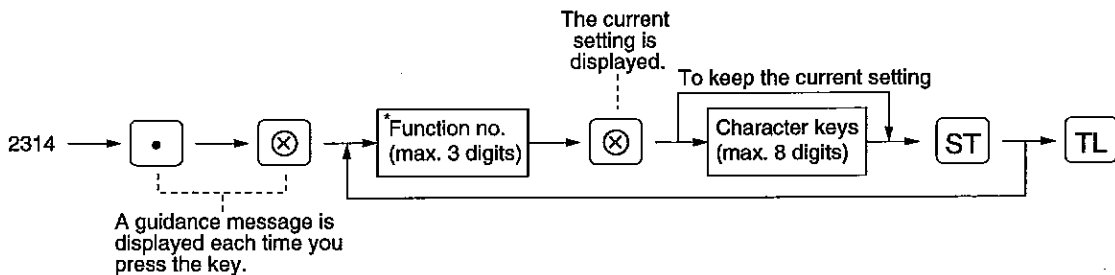 The current
setting is
displayed.
To keep the current setting
2314
•
⊗
*Function no.
(max. 3 digits)
⊗
Character keys
(max. 8 digits)
ST
TL
A guidance message is
displayed each time you
press the key.